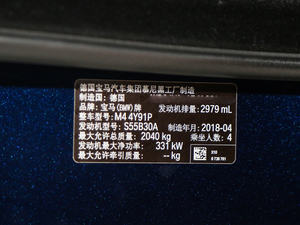 德国宝马汽车集团慕尼黑工厂制造
制造国：德国
品牌：宝马(BMW)牌 发动机排量：2979 mL
整车型号：M4 4Y91P
发动机型号：S55B30A 制造年月：2018-04
最大允许总质量：2040 kg 乘坐人数：4
发动机最大净功率：331 kW
最大允许牵引质量：-- kg